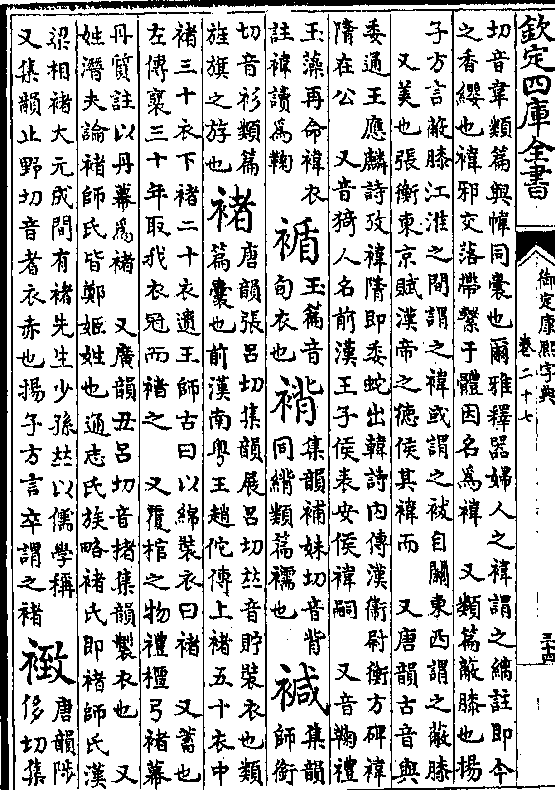 欽定四庫全書
御定康熙字典
卷二十七
三十四
切音韋類篇與幃同囊也爾雅釋器婦人之褘謂之縭註即今
之香纓也褘邪交落帶繫于體因名爲褘 又類篇蔽膝也揚
子方言蔽膝江淮之閒謂之褘或謂之袚自關東西謂之蔽膝
又美也張衡東京賦漢帝之德侯其褘而 又唐韻古音與
委通王應麟詩攷褘隋即委蛇出韓詩內傳漢衛尉衡方碑褘
隋在公 又音猗人名前漢王子侯表安侯褘嗣 又音鞠禮
玉藻再命褘衣
註褘讀爲鞠
玉篇音
旬衣也
褙
集韻補妹切音背
同綃類篇襦也
集韻
師銜
切音衫類篇
旌旗之斿也
褚
唐韻張呂切集韻展呂切𠀤音貯裝衣也類
篇囊也前漢南粤王趙佗傳上褚五十衣中
褚三十衣下褚二十衣遺王師古曰以綿裝衣曰褚 又蓄也
左傳襄三十年取我衣冠而褚之 又覆棺之物禮檀弓褚幕
丹質註以丹幕爲褚 又廣韻丑呂切音楮集韻製衣也 又
姓潛夫論褚師氏皆鄭姬姓也通志氏族略褚氏即褚師氏漢
梁相褚大元成間有褚先生少孫𠀤以儒學稱
又集韻止野切音者衣赤也揚子方言卒謂之褚
唐韻陟
侈切集